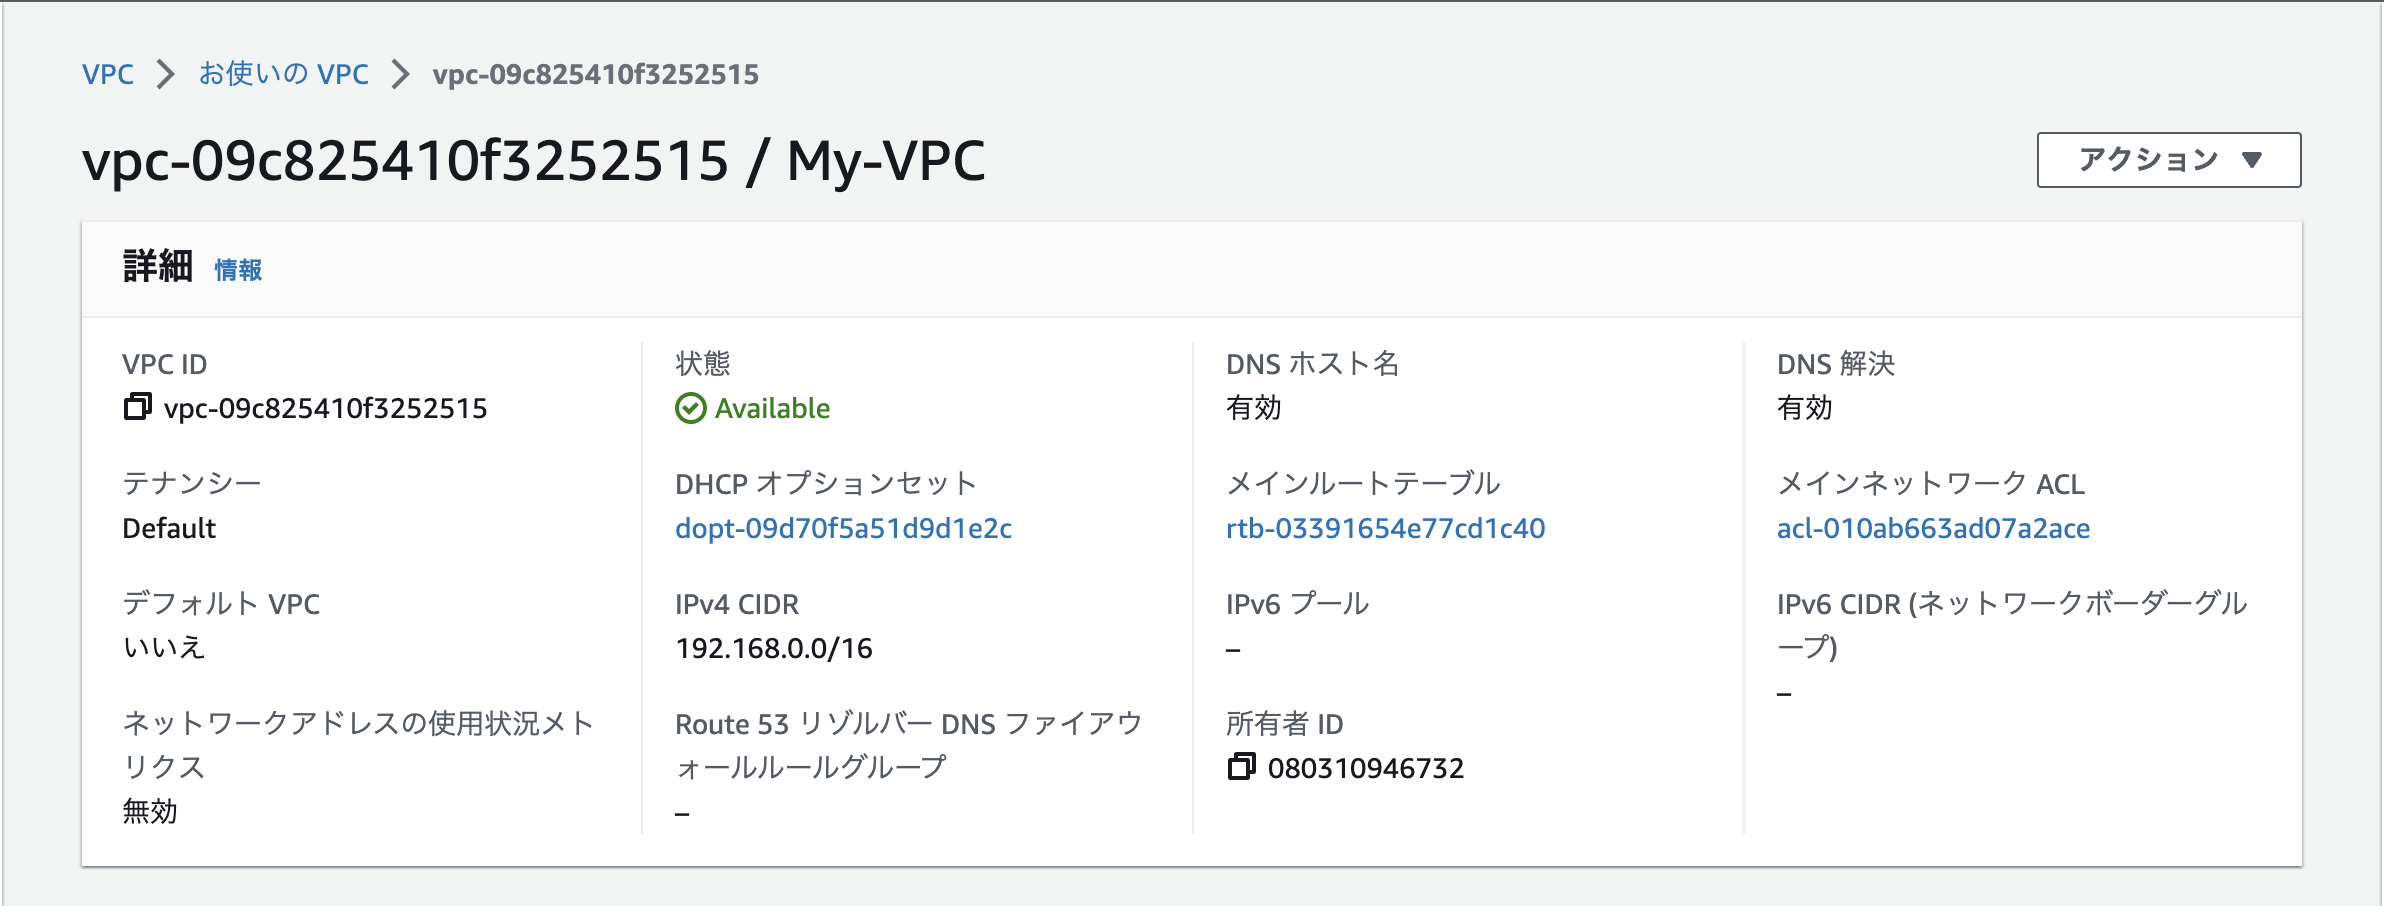 VPC > お使いの VPC > vpc-09c825410f3252515
vpc-09c825410f3252515 / My-VPC
アクション ▼
詳細 情報
VPC ID
vpc-09c825410f3252515
状態
Available
DNS ホスト名
有効
DNS 解決
有効
テナンシー
Default
DHCP オプションセット
dopt-09d70f5a51d9d1e2c
メインルートテーブル
rtb-03391654e77cd1c40
メインネットワーク ACL
acl-010ab663ad07a2ace
デフォルト VPC
いいえ
IPv4 CIDR
192.168.0.0/16
IPv6 プール
–
IPv6 CIDR (ネットワークボーダーグル
ープ)
–
ネットワークアドレスの使用状況メト
リクス
無効
Route 53 リゾルバー DNS ファイアウ
ォールルールグループ
–
所有者 ID
080310946732